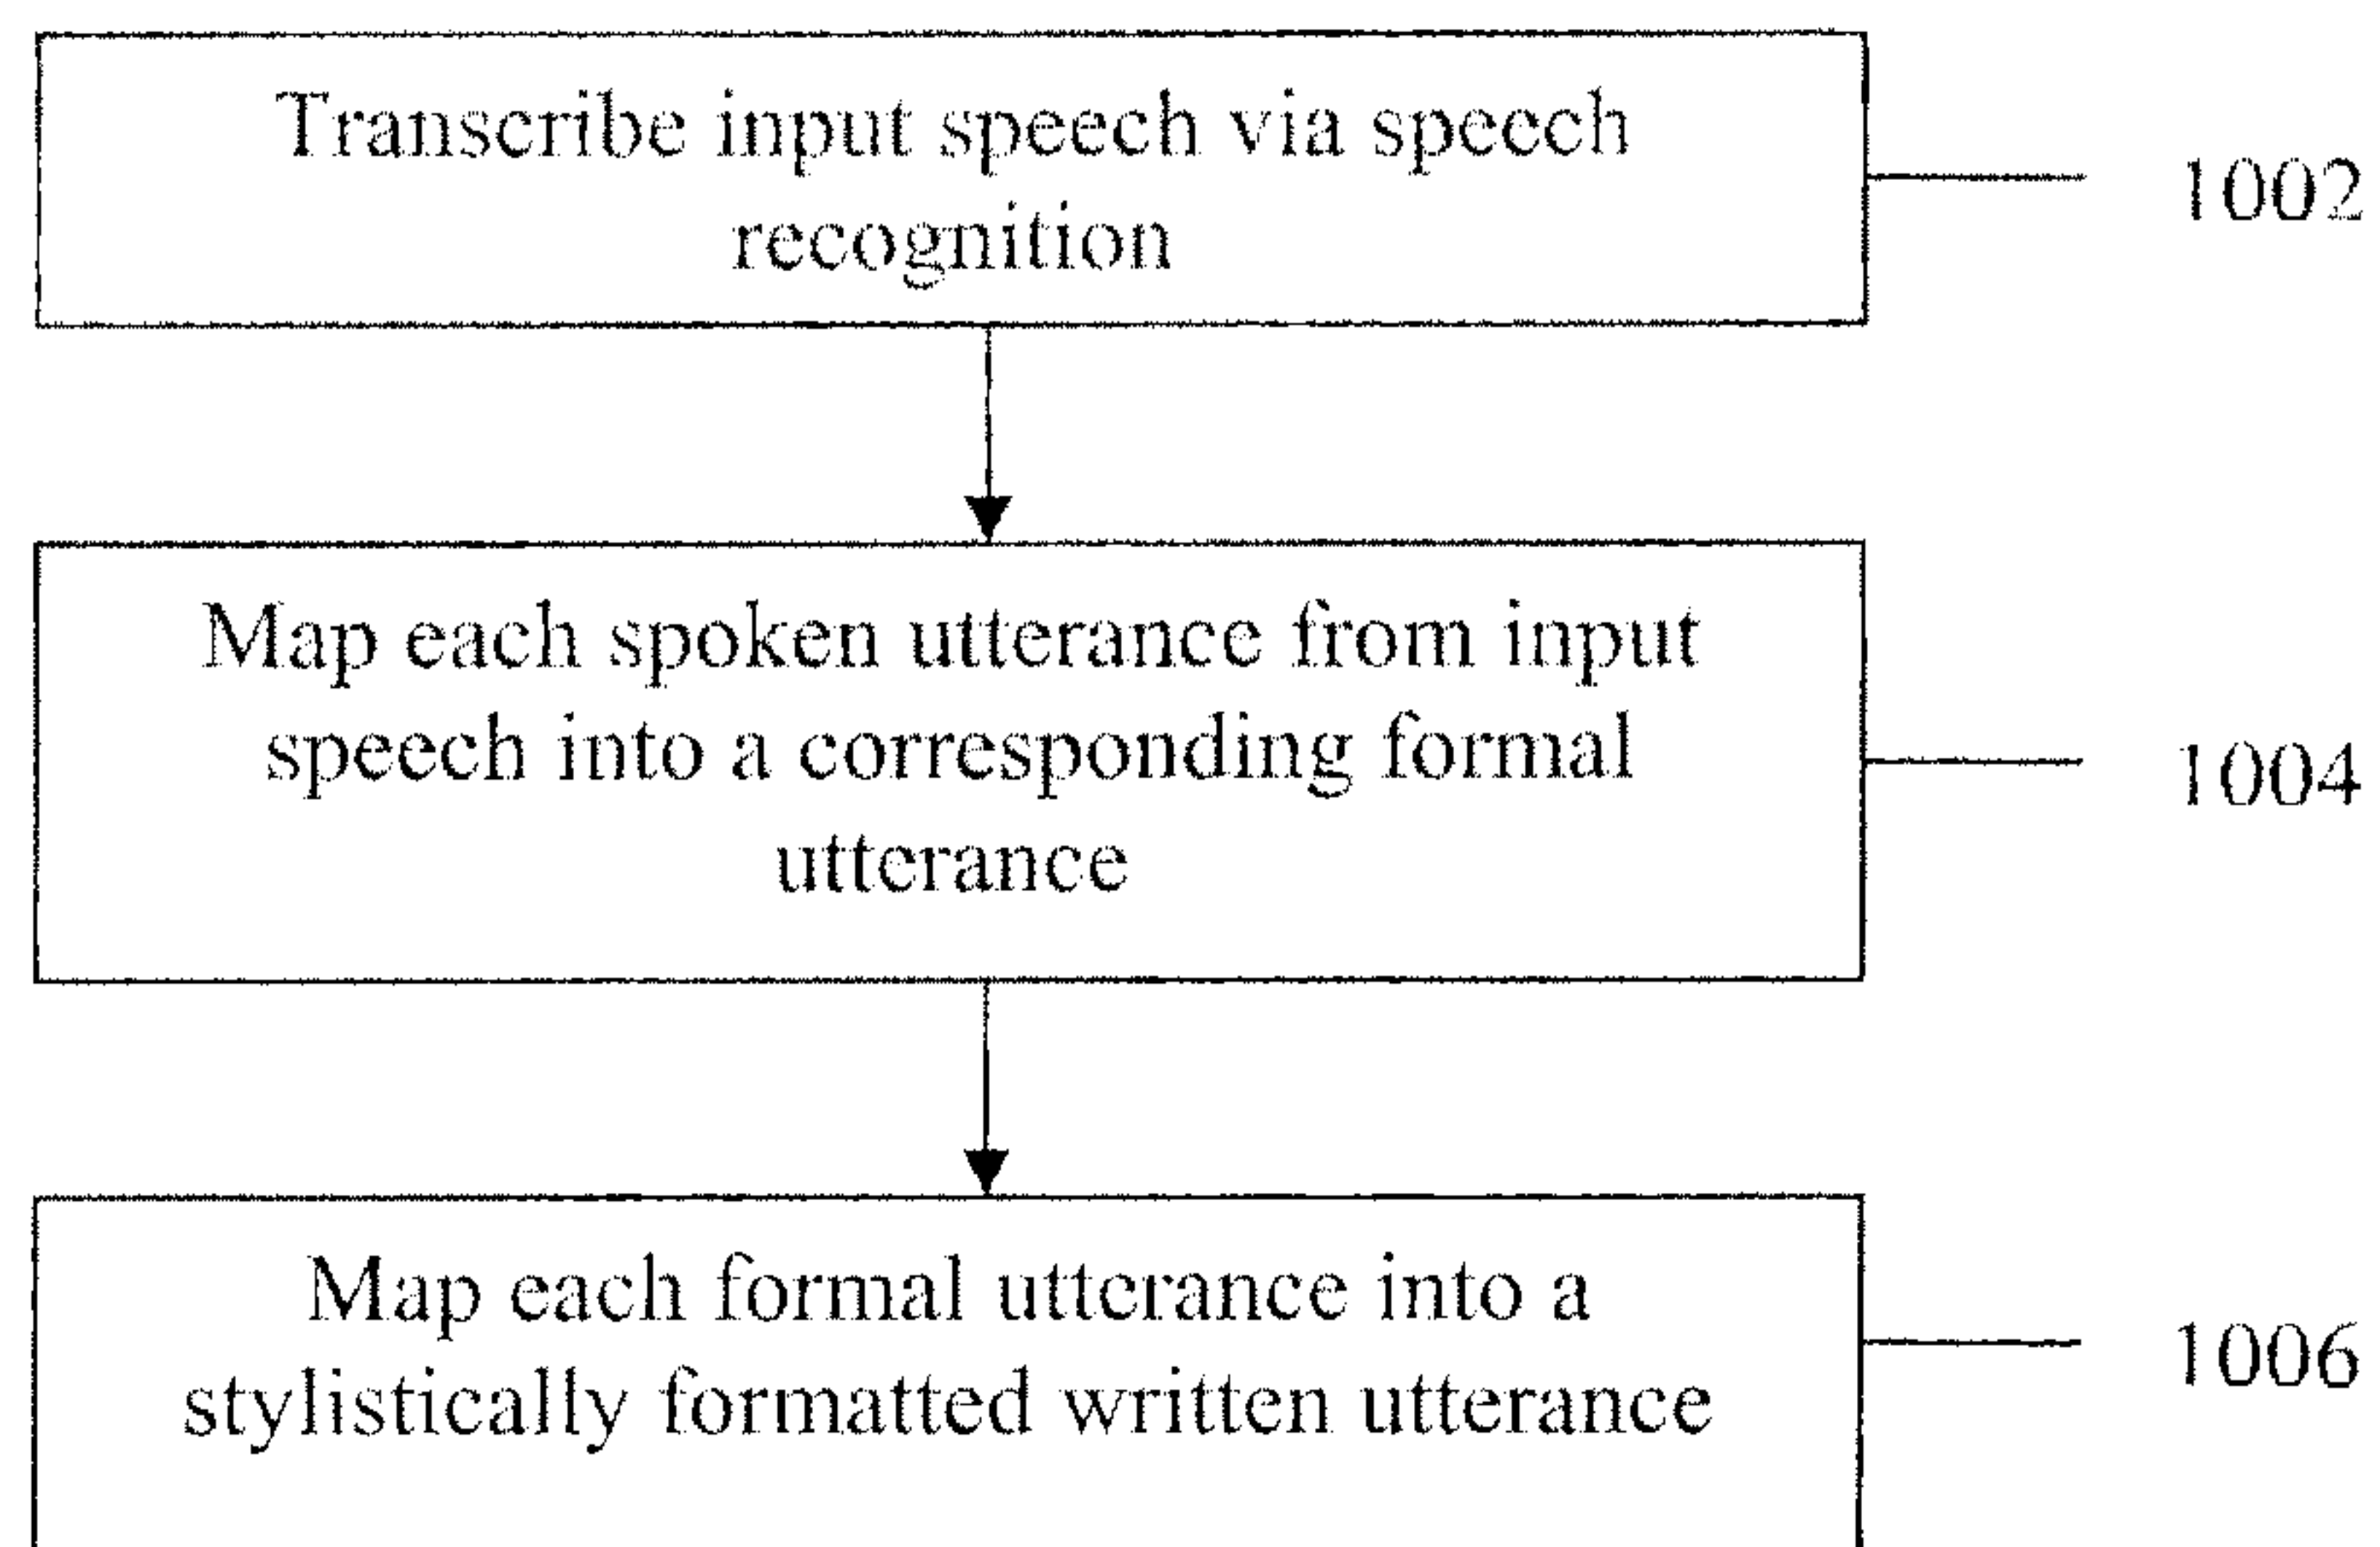 Transcribe input speech via speech
recognition
1002
Map each spoken utterance from input
speech into a corresponding formal
utterance
1004
Map each formal utterance into a
stylistically formatted written utterance
1006